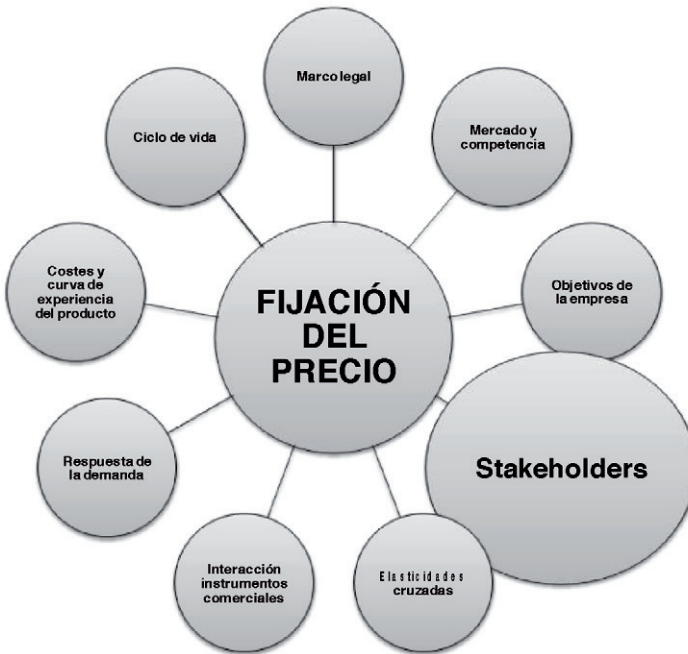 Marco legal
Ciclo de vida
Mercado y
competencia
Costes y
curva de
experiencia
del producto
FIJACIÓN
DEL
PRECIO
Objetivos de
la empresa
Respuesta de
la demanda
Stakeholders
Interacción
instrumentos
comerciales
Elasticidades
cruzadas